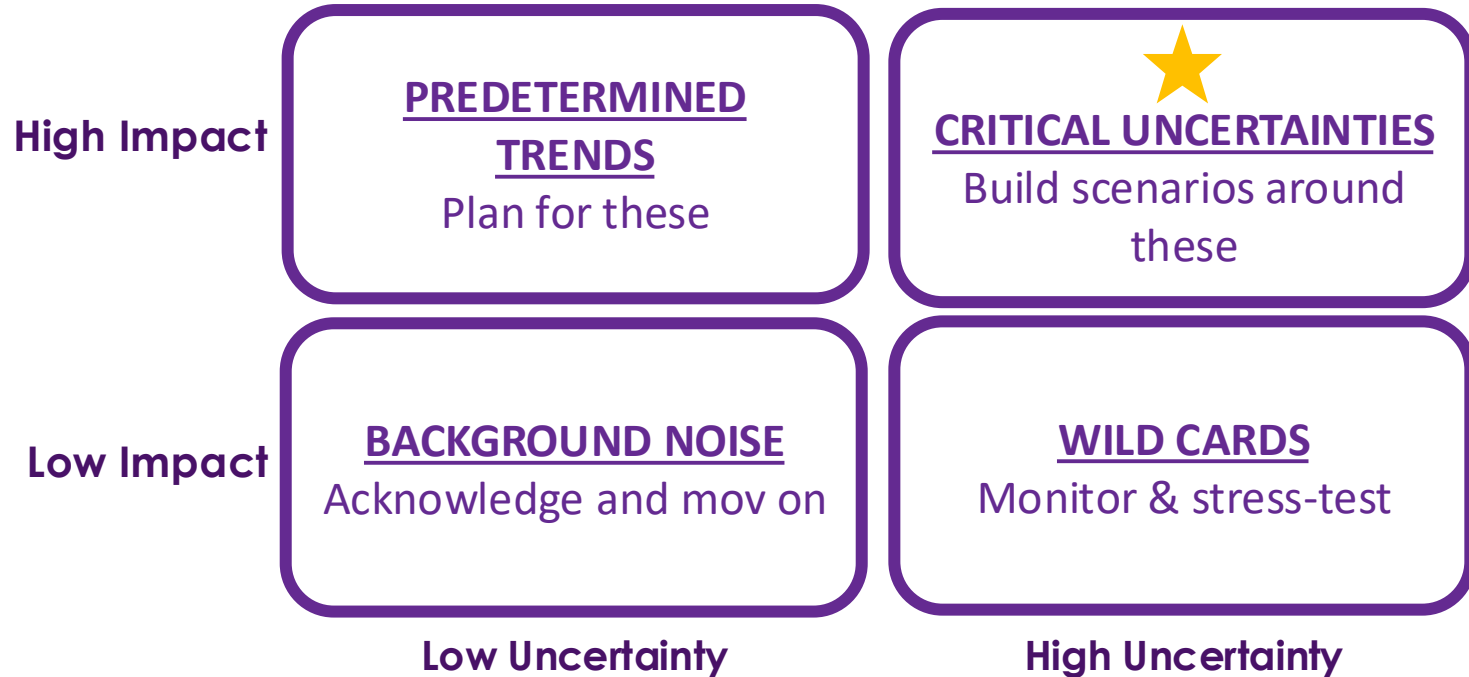 High Impact
PREDETERMINED
TRENDS
Plan for these
CRITICAL UNCERTAINTIES
Build scenarios around
these
Low Impact
BACKGROUND NOISE
Acknowledge and mov on
WILD CARDS
Monitor & stress-test
Low Uncertainty
High Uncertainty